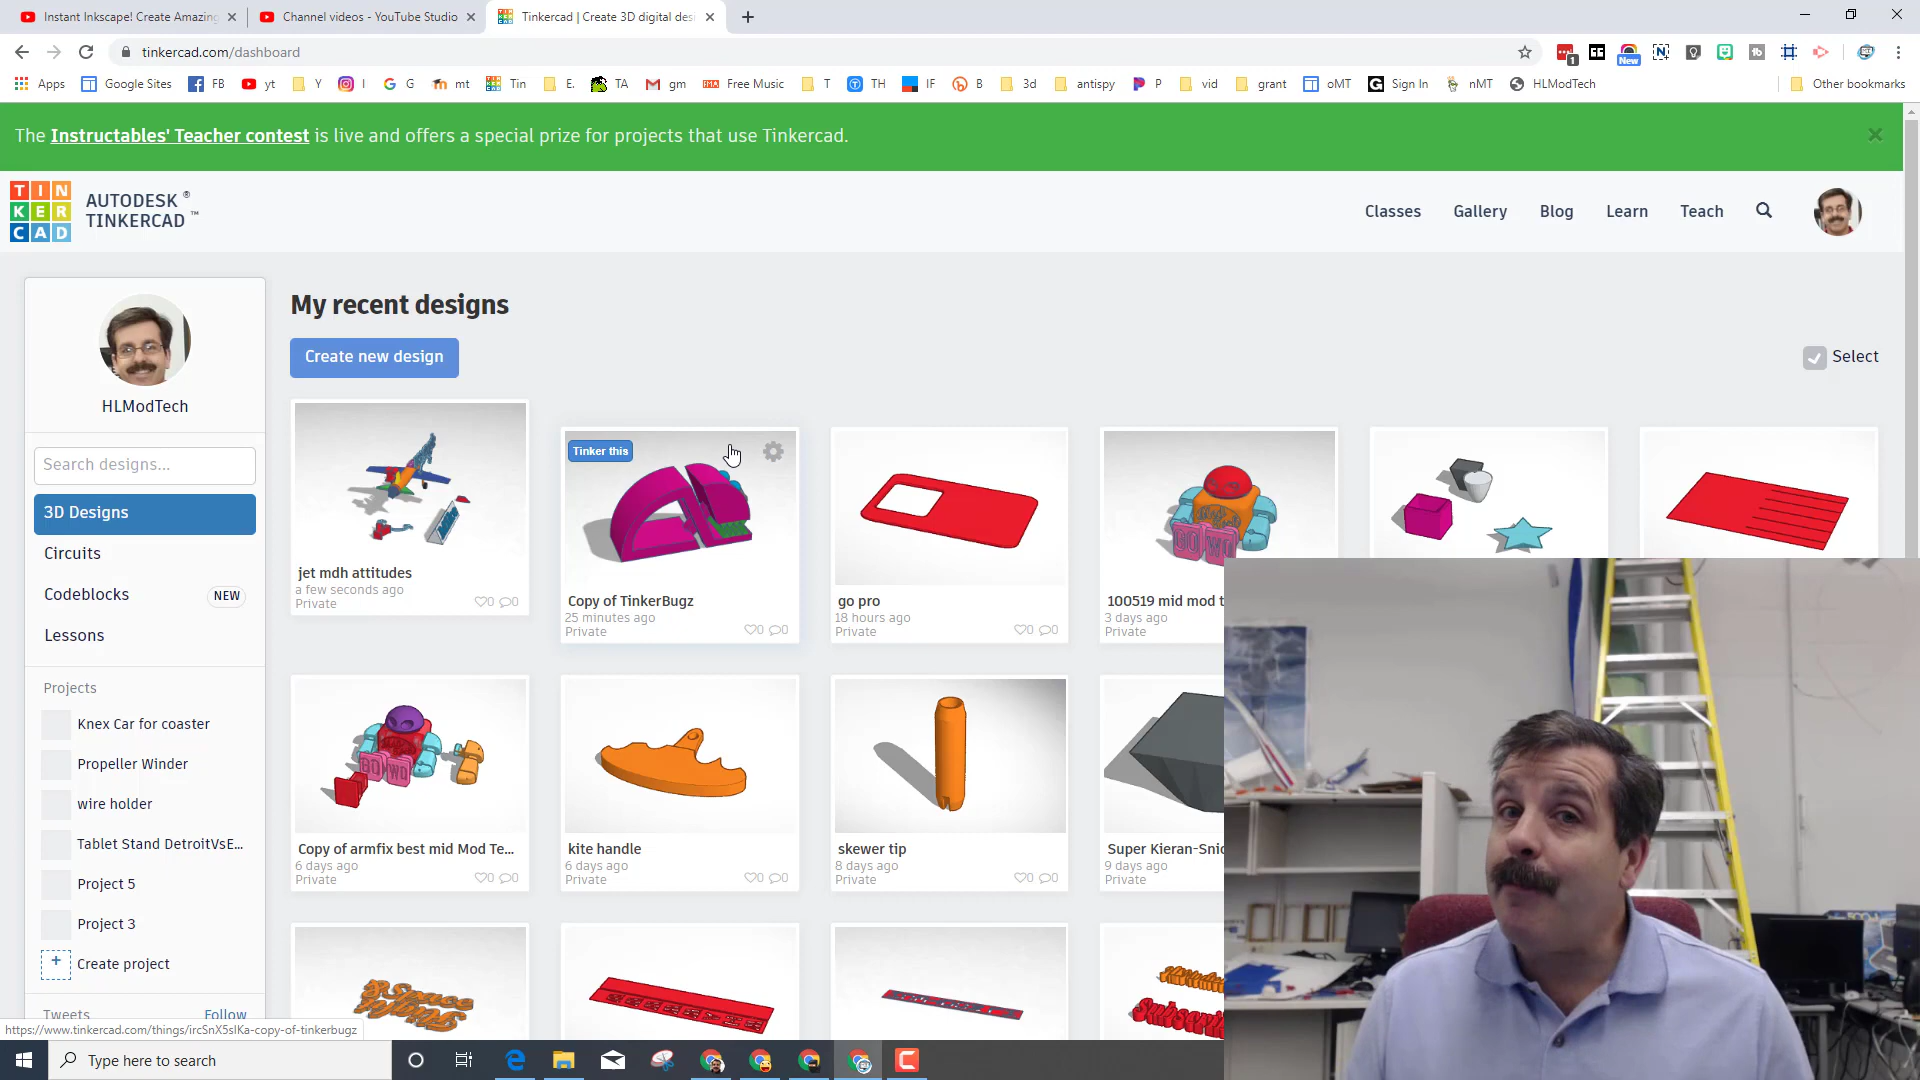 Instant Inkscape! Create Amazing
Channel videos - YouTube Studio
Tinkercad | Create 3D digital des
tinkercad.com/dashboard
1
New
Apps
Google Sites
FB
yt
Y
I
G
mt
Tin
E.
TA
gm
Free Music
T
TH
IF
B
3d
antispy
P
vid
grant
oMT
Sign In
nMT
HLModTech
Other bookmarks
The Instructables' Teacher contest is live and offers a special prize for projects that use Tinkercad.
TIN
KER
CAD
AUTODESK ®
TINKERCAD ™
Classes
Gallery
Blog
Learn
Teach
HLModTech
Search designs...
3D Designs
Circuits
Codeblocks NEW
Lessons
Projects
Knex Car for coaster
Propeller Winder
wire holder
Tablet Stand DetroitVsE...
Project 5
Project 3
+ Create project
Tweets Follow
My recent designs
Create new design
Select
jet mdh attitudes
a few seconds ago
Private
0 0
Tinker this
Copy of TinkerBugz
25 minutes ago
Private
0 0
go pro
18 hours ago
Private
0 0
100519 mid mod t
3 days ago
Private
Copy of armfix best mid Mod Te...
6 days ago
Private
0 0
kite handle
6 days ago
Private
0 0
skewer tip
8 days ago
Private
0 0
Super Kieran-Snic
9 days ago
Private
https://www.tinkercad.com/things/ircSnX5slKa-copy-of-tinkerbugz
Type here to search